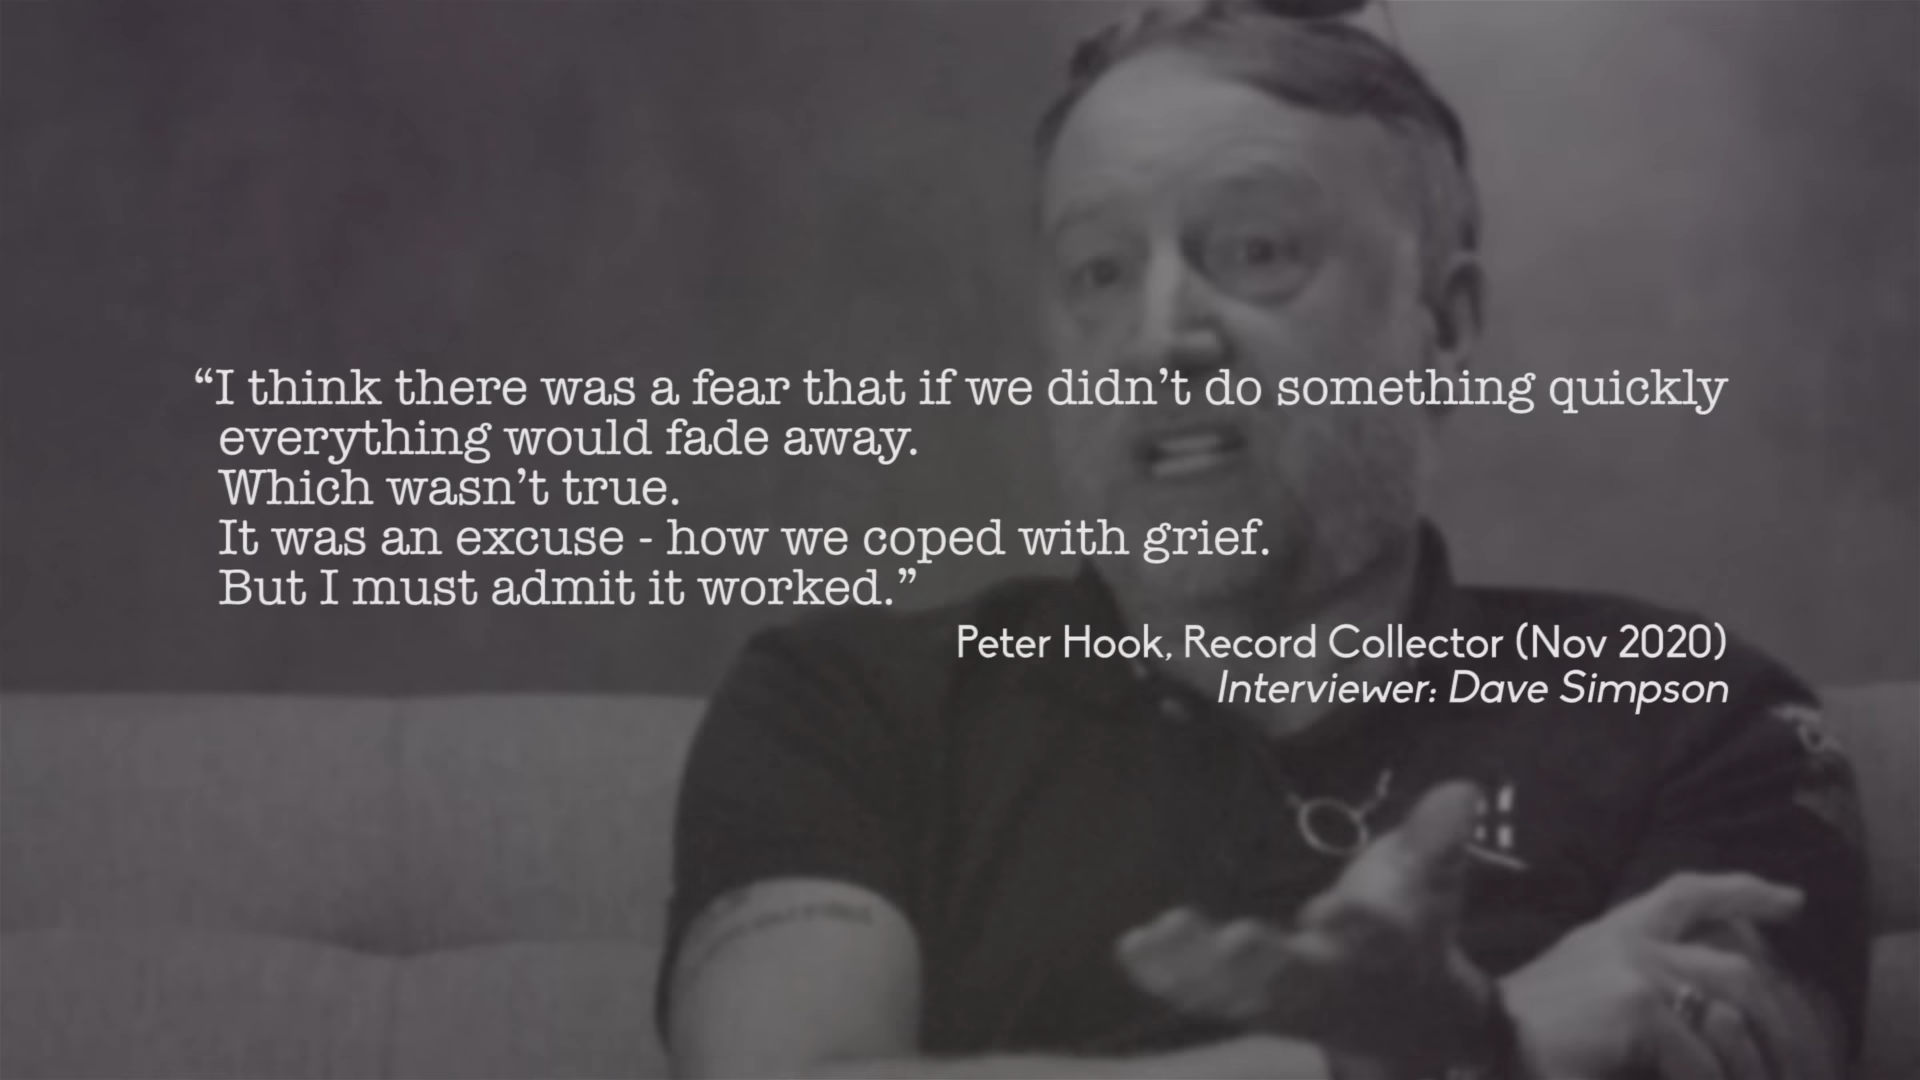 “I think there was a fear that if we didn’t do something quickly
everything would fade away.
Which wasn’t true.
It was an excuse - how we coped with grief.
But I must admit it worked.”
Peter Hook, Record Collector (Nov 2020)
Interviewer: Dave Simpson